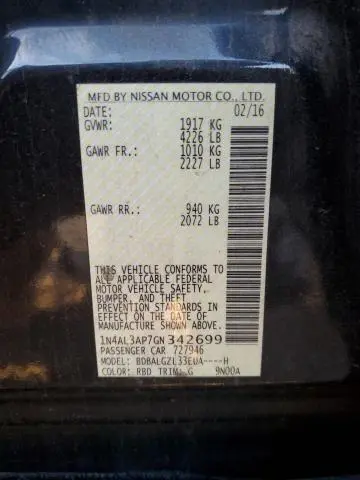 MFD BY NISSAN MOTOR CO., LTD.
DATE: 02/16
GVWR: 1917 KG
4226 LB
GAWR FR.: 1010 KG
2227 LB
GAWR RR.: 940 KG
2072 LB
THIS VEHICLE CONFORMS TO
ALL APPLICABLE FEDERAL
MOTOR VEHICLE SAFETY,
BUMPER, AND THEFT
PREVENTION STANDARDS IN
EFFECT ON THE DATE OF
MANUFACTURE SHOWN ABOVE.
1N4AL3AP7GN342699
PASSENGER CAR 727946
MODEL: BDBALGZL33EUA----H
COLOR: RBD TRIM: G 9N00A